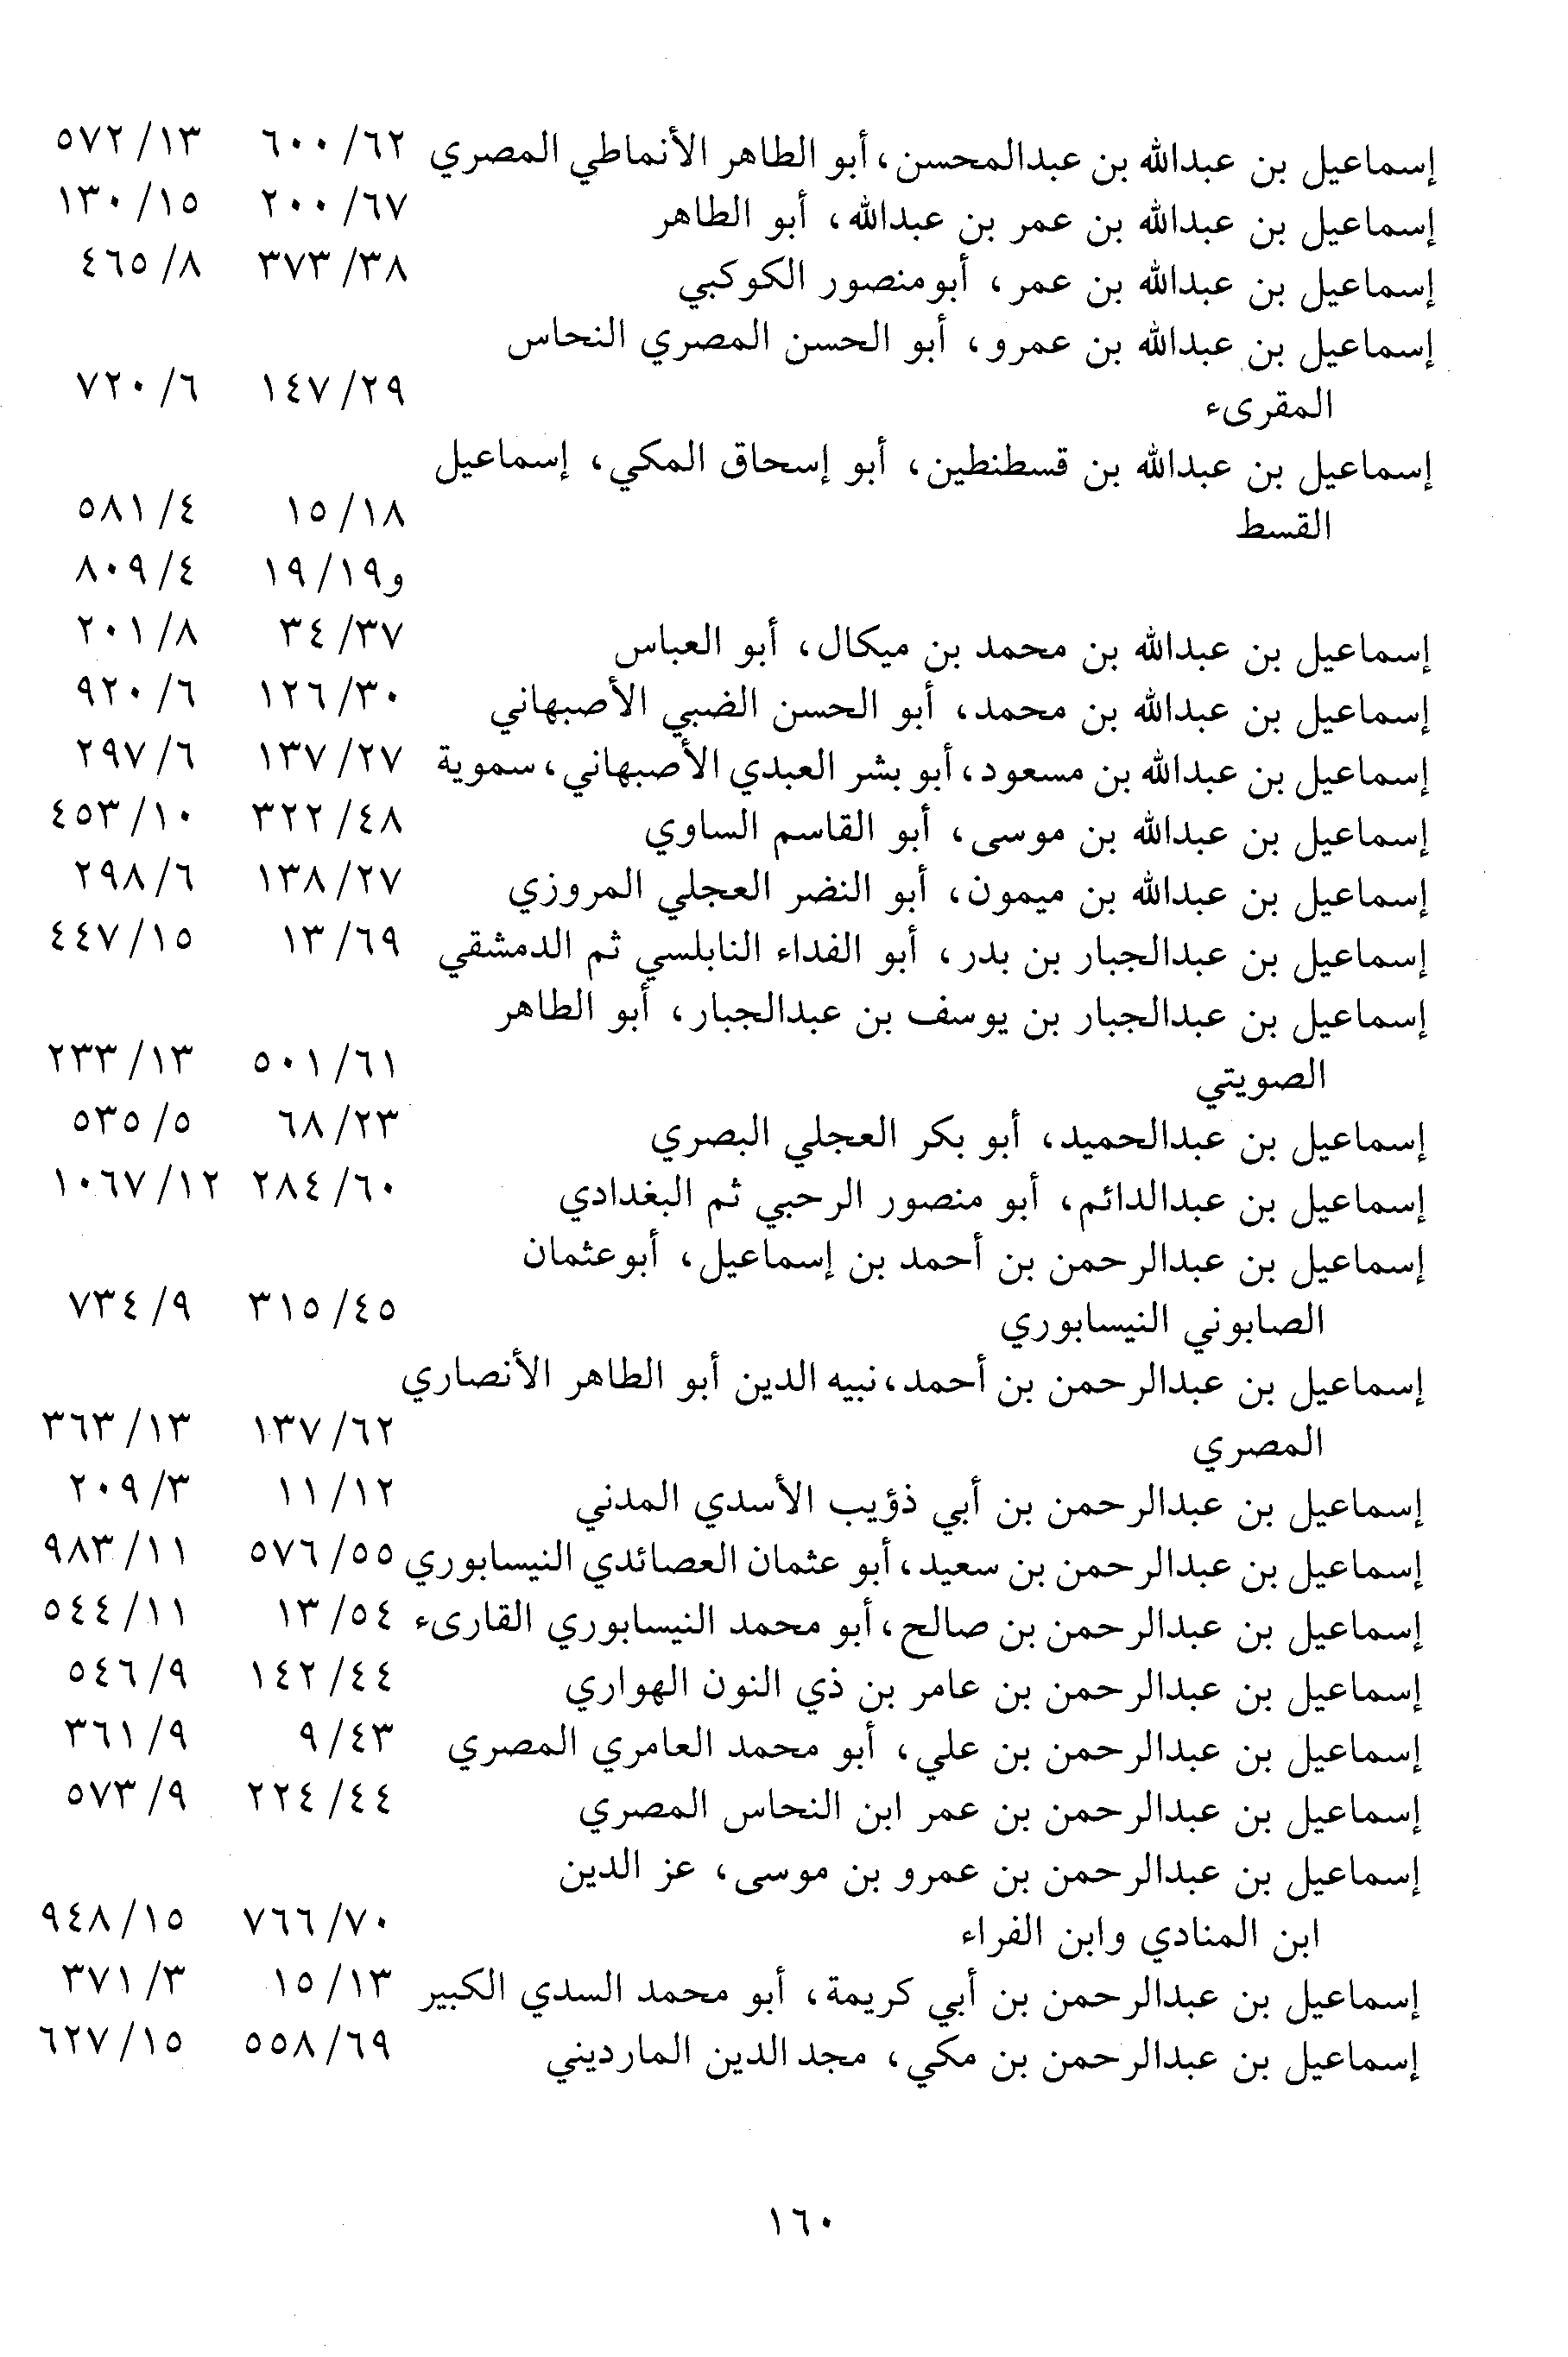 إسماعيل بن عبدالله بن عبدالمحسن، أبو الطاهر الأنماطي المصري ٦٠٠/٦٢ ٥٧٢/١٣
إسماعيل بن عبدالله بن عمر بن عبدالله، أبو الطاهر ٢٠٠/٦٧ ١٣٠/١٥
إسماعيل بن عبدالله بن عمر، أبومنصور الكوكبي ٣٧٣/٣٨ ٤٦٥/٨
إسماعيل بن عبدالله بن عمرو، أبو الحسن المصري النحاس
المقرىء ١٤٧/٢٩ ٧٢٠/٦
إسماعيل بن عبدالله بن قسطنطين، أبو إسحاق المكي، إسماعيل
القسط ١٥/١٨ ٥٨١/٤
و١٩/١٩ ٨٠٩/٤
إسماعيل بن عبدالله بن محمد بن ميكال، أبو العباس ٣٤/٣٧ ٢٠١/٨
إسماعيل بن عبدالله بن محمد، أبو الحسن الضبي الأصبهاني ١٢٦/٣٠ ٩٢٠/٦
إسماعيل بن عبدالله بن مسعود، أبو بشر العبدي الأصبهاني، سموية ١٣٧/٢٧ ٢٩٧/٦
إسماعيل بن عبدالله بن موسى، أبو القاسم الساوي ٣٢٢/٤٨ ٤٥٣/١٠
إسماعيل بن عبدالله بن ميمون، أبو النضر العجلي المروزي ١٣٨/٢٧ ٢٩٨/٦
إسماعيل بن عبدالجبار بن بدر، أبو الفداء النابلسي ثم الدمشقي ١٣/٦٩ ٤٤٧/١٥
إسماعيل بن عبدالجبار بن يوسف بن عبدالجبار، أبو الطاهر
الصويتي ٥٠١/٦١ ٢٣٣/١٣
إسماعيل بن عبدالحميد، أبو بكر العجلي البصري ٦٨/٢٣ ٥٣٥/٥
إسماعيل بن عبدالدائم، أبو منصور الرحبي ثم البغدادي ٢٨٤/٦٠ ١٠٦٧/١٢
إسماعيل بن عبدالرحمن بن أحمد بن إسماعيل، أبوعثمان
الصابوني النيسابوري ٣١٥/٤٥ ٧٣٤/٩
إسماعيل بن عبدالرحمن بن أحمد، نبيه الدين أبو الطاهر الأنصاري
المصري ١٣٧/٦٢ ٣٦٣/١٣
إسماعيل بن عبدالرحمن بن أبي ذؤيب الأسدي المدني ١١/١٢ ٢٠٩/٣
إسماعيل بن عبدالرحمن بن سعيد، أبو عثمان العصائدي النيسابوري ٥٧٦/٥٥ ٩٨٣/١١
إسماعيل بن عبدالرحمن بن صالح، أبو محمد النيسابوري القارىء ١٣/٥٤ ٥٤٤/١١
إسماعيل بن عبدالرحمن بن عامر بن ذي النون الهواري ١٤٢/٤٤ ٥٤٦/٩
إسماعيل بن عبدالرحمن بن علي، أبو محمد العامري المصري ٩/٤٣ ٣٦١/٩
إسماعيل بن عبدالرحمن بن عمر ابن النحاس المصري ٢٢٤/٤٤ ٥٧٣/٩
إسماعيل بن عبدالرحمن بن عمرو بن موسى، عز الدين
ابن المنادي وابن الفراء ٧٦٦/٧٠ ٩٤٨/١٥
إسماعيل بن عبدالرحمن بن أبي كريمة، أبو محمد السدي الكبير ١٥/١٣ ٣٧١/٣
إسماعيل بن عبدالرحمن بن مكي، مجد الدين المارديني ٥٥٨/٦٩ ٦٢٧/١٥
١٦٠